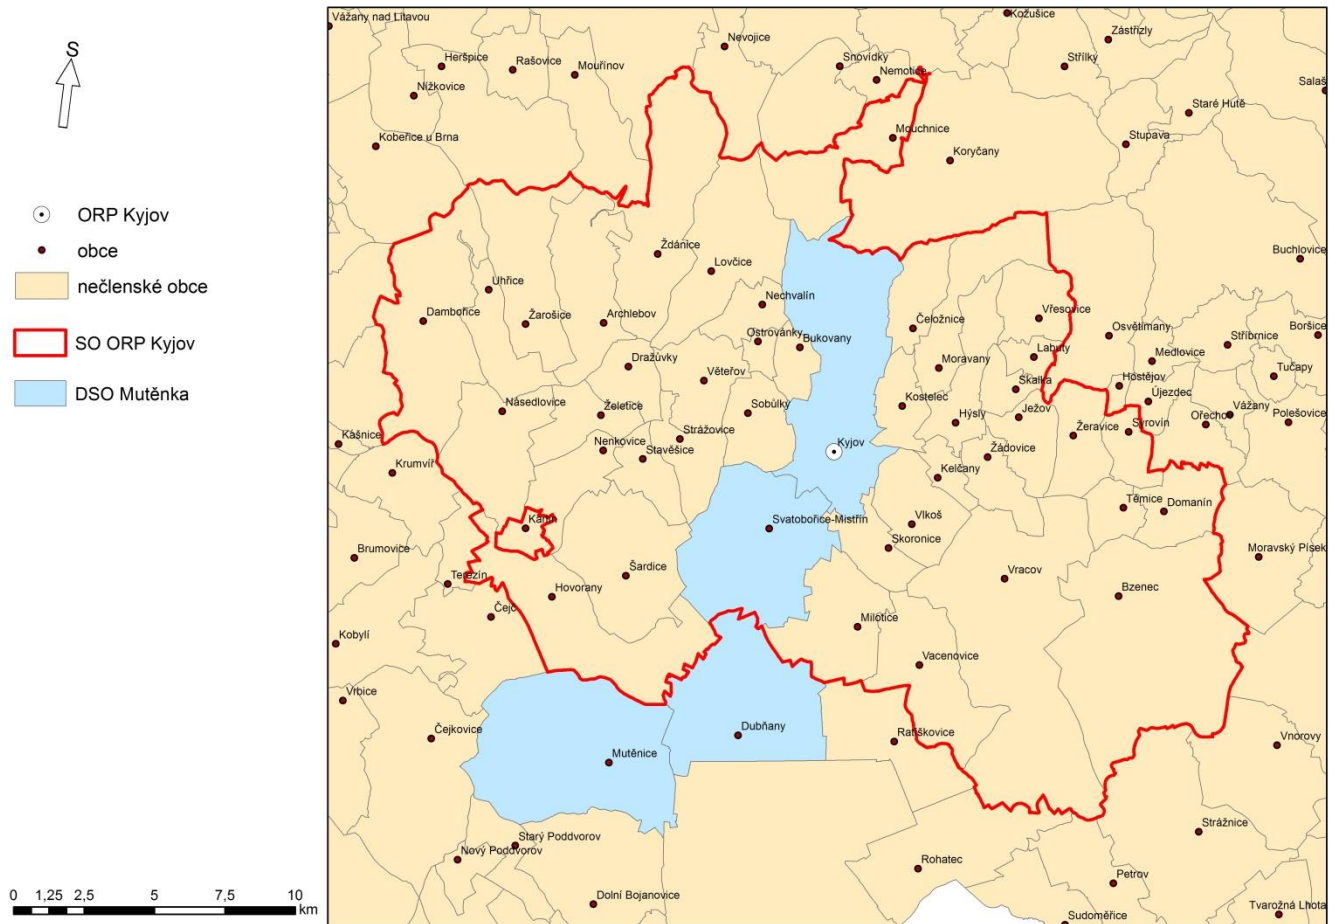 S
ORP Kyjov
obce
nečlenské obce
SO ORP Kyjov
DSO Mutěnka
0 1,25 2,5 5 7,5 10
km
Vážany nad Litavou
Kožušice
Zástřizly
Nevojice
Heršpice
Rašovice
Mouřínov
Snovídky
Nemotice
Střílky
Salaš
Nížkovice
Staré Hutě
Kobeřice u Brna
Mouchnice
Koryčany
Stupava
Ždánice
Lovčice
Buchlovice
Uhřice
Nechvalín
Dambořice
Žarošice
Archlebov
Ostrovánky
Bukovany
Čeložnice
Vřesovice
Osvětimany
Stříbrnice
Boršice
Dražůvky
Věteřov
Moravany
Labuty
Medlovice
Tučapy
Skalka
Hostějov
Újezdec
Násedlovice
Želetice
Sobůlky
Kostelec
Hýsly
Ježov
Žeravice
Syrovín
Ořechov
Vážany
Polešovice
Kášnice
Nenkovice
Strážovice
Stavěšice
Kyjov
Žádovice
Krumvíř
Kelčany
Těmice
Domanín
Karlín
Svatobořice-Mistřín
Vlkoš
Skoronice
Brumovice
Moravský Písek
Terezín
Hovorany
Šardice
Vracov
Bzenec
Čejč
Milotice
Kobylí
Vacenovice
Vrbice
Čejkovice
Mutěnice
Dubňany
Ratíškovice
Vnorovy
Strážnice
Starý Poddvorov
Nový Poddvorov
Rohatec
Petrov
Dolní Bojanovice
Sudoměřice
Tvarožná Lhota